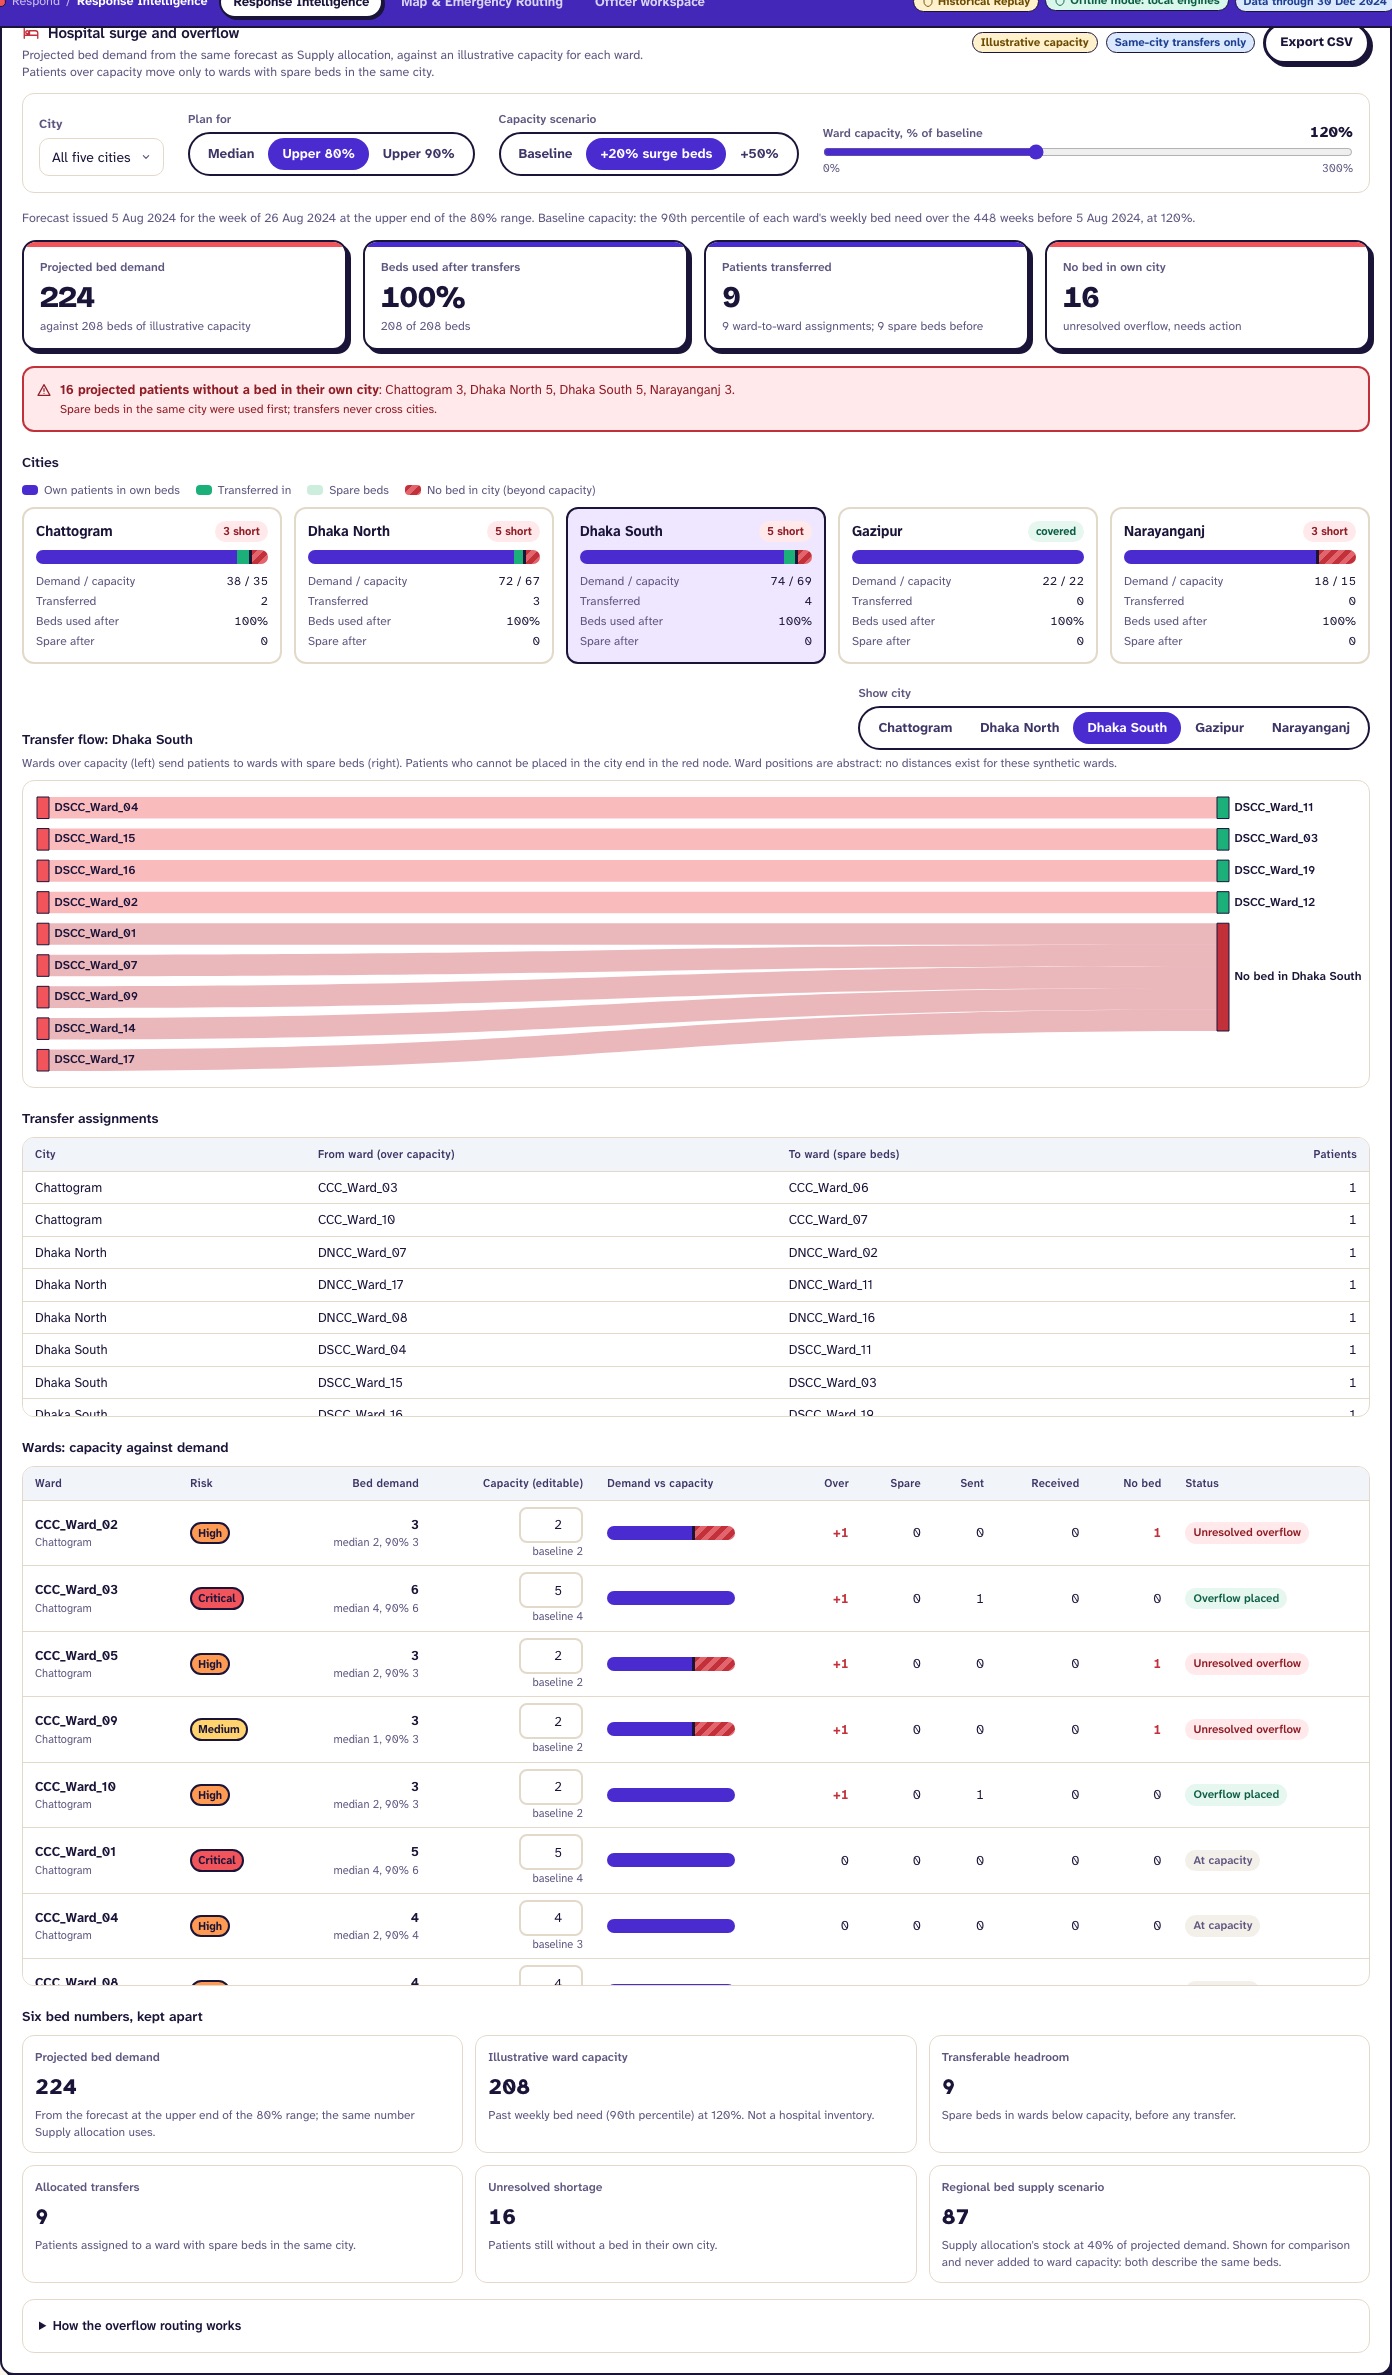 Respond / Response Intelligence
Response Intelligence
Map & Emergency Routing
Officer workspace
Historical Replay
Offline mode: local engines
Data through 30 Dec 2024
Hospital surge and overflow
Projected bed demand from the same forecast as Supply allocation, against an illustrative capacity for each ward.
Patients over capacity move only to wards with spare beds in the same city.
Illustrative capacity
Same-city transfers only
Export CSV
City
All five cities
Plan for
Median Upper 80% Upper 90%
Capacity scenario
Baseline +20% surge beds +50%
Ward capacity, % of baseline 120%
0% 300%
Forecast issued 5 Aug 2024 for the week of 26 Aug 2024 at the upper end of the 80% range. Baseline capacity: the 90th percentile of each ward's weekly bed need over the 448 weeks before 5 Aug 2024, at 120%.
Projected bed demand
224
against 208 beds of illustrative capacity
Beds used after transfers
100%
208 of 208 beds
Patients transferred
9
9 ward-to-ward assignments; 9 spare beds before
No bed in own city
16
unresolved overflow, needs action
16 projected patients without a bed in their own city: Chattogram 3, Dhaka North 5, Dhaka South 5, Narayanganj 3.
Spare beds in the same city were used first; transfers never cross cities.
Cities
Own patients in own beds Transferred in Spare beds No bed in city (beyond capacity)
Chattogram 3 short
Demand / capacity 38 / 35
Transferred 2
Beds used after 100%
Spare after 0
Dhaka North 5 short
Demand / capacity 72 / 67
Transferred 3
Beds used after 100%
Spare after 0
Dhaka South 5 short
Demand / capacity 74 / 69
Transferred 4
Beds used after 100%
Spare after 0
Gazipur covered
Demand / capacity 22 / 22
Transferred 0
Beds used after 100%
Spare after 0
Narayanganj 3 short
Demand / capacity 18 / 15
Transferred 0
Beds used after 100%
Spare after 0
Show city
Chattogram Dhaka North Dhaka South Gazipur Narayanganj
Transfer flow: Dhaka South
Wards over capacity (left) send patients to wards with spare beds (right). Patients who cannot be placed in the city end in the red node. Ward positions are abstract: no distances exist for these synthetic wards.
DSCC_Ward_04 DSCC_Ward_11
DSCC_Ward_15 DSCC_Ward_03
DSCC_Ward_16 DSCC_Ward_19
DSCC_Ward_02 DSCC_Ward_12
DSCC_Ward_01
DSCC_Ward_07
No bed in Dhaka South
DSCC_Ward_09
DSCC_Ward_14
DSCC_Ward_17
Transfer assignments
City From ward (over capacity) To ward (spare beds) Patients
Chattogram CCC_Ward_03 CCC_Ward_06 1
Chattogram CCC_Ward_10 CCC_Ward_07 1
Dhaka North DNCC_Ward_07 DNCC_Ward_02 1
Dhaka North DNCC_Ward_17 DNCC_Ward_11 1
Dhaka North DNCC_Ward_08 DNCC_Ward_16 1
Dhaka South DSCC_Ward_04 DSCC_Ward_11 1
Dhaka South DSCC_Ward_15 DSCC_Ward_03 1
Dhaka South DSCC_Ward_16 DSCC_Ward_19 1
Wards: capacity against demand
Ward Risk Bed demand Capacity (editable) Demand vs capacity Over Spare Sent Received No bed Status
CCC_Ward_02 High 3 2 +1 0 0 0 1 Unresolved overflow
Chattogram median 2, 90% 3 baseline 2
CCC_Ward_03 Critical 6 5 +1 0 1 0 0 Overflow placed
Chattogram median 4, 90% 6 baseline 4
CCC_Ward_05 High 3 2 +1 0 0 0 1 Unresolved overflow
Chattogram median 2, 90% 3 baseline 2
CCC_Ward_09 Medium 3 2 +1 0 0 0 1 Unresolved overflow
Chattogram median 1, 90% 3 baseline 2
CCC_Ward_10 High 3 2 +1 0 1 0 0 Overflow placed
Chattogram median 2, 90% 3 baseline 2
CCC_Ward_01 Critical 5 5 0 0 0 0 0 At capacity
Chattogram median 4, 90% 6 baseline 4
CCC_Ward_04 High 4 4 0 0 0 0 0 At capacity
Chattogram median 2, 90% 4 baseline 3
CCC_Ward_08 4 4
Six bed numbers, kept apart
Projected bed demand
224
From the forecast at the upper end of the 80% range; the same number
Supply allocation uses.
Illustrative ward capacity
208
Past weekly bed need (90th percentile) at 120%. Not a hospital inventory.
Transferable headroom
9
Spare beds in wards below capacity, before any transfer.
Allocated transfers
9
Patients assigned to a ward with spare beds in the same city.
Unresolved shortage
16
Patients still without a bed in their own city.
Regional bed supply scenario
87
Supply allocation's stock at 40% of projected demand. Shown for comparison
and never added to ward capacity: both describe the same beds.
How the overflow routing works